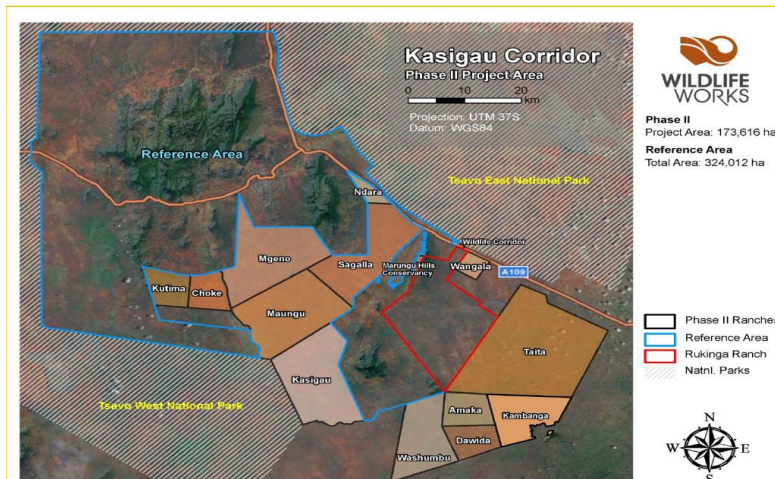 Kasigau Corridor
Phase II Project Area
0 10 20
km
Projection: UTM 37S
Datum: WGS84
WILDLIFE
WORKS
Phase II
Project Area: 173,616 ha
Reference Area
Total Area: 324,012 ha
Reference Area
Tsavo East National Park
Ndara
Wildlife Corridor
Mgeno
Sagalla
Marungu Hills
Conservancy
Wangala
A109
Kutima
Choke
Maungu
Taita
Kasigau
Tsavo West National Park
Amaka
Kambanga
Dawida
Washumbu
Phase II Ranches
Reference Area
Rukinga Ranch
Natnl. Parks
N
W E
S